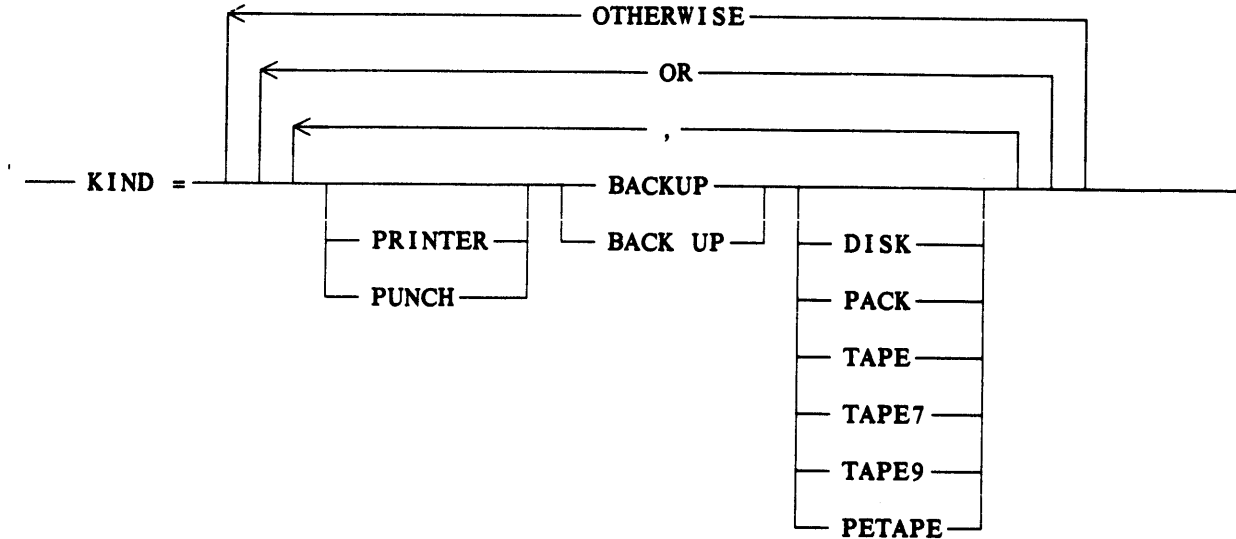 OTHERWISE
OR
,
KIND = BACKUP
PRINTER BACK UP DISK
PUNCH PACK
TAPE
TAPE7
TAPE9
PETAPE